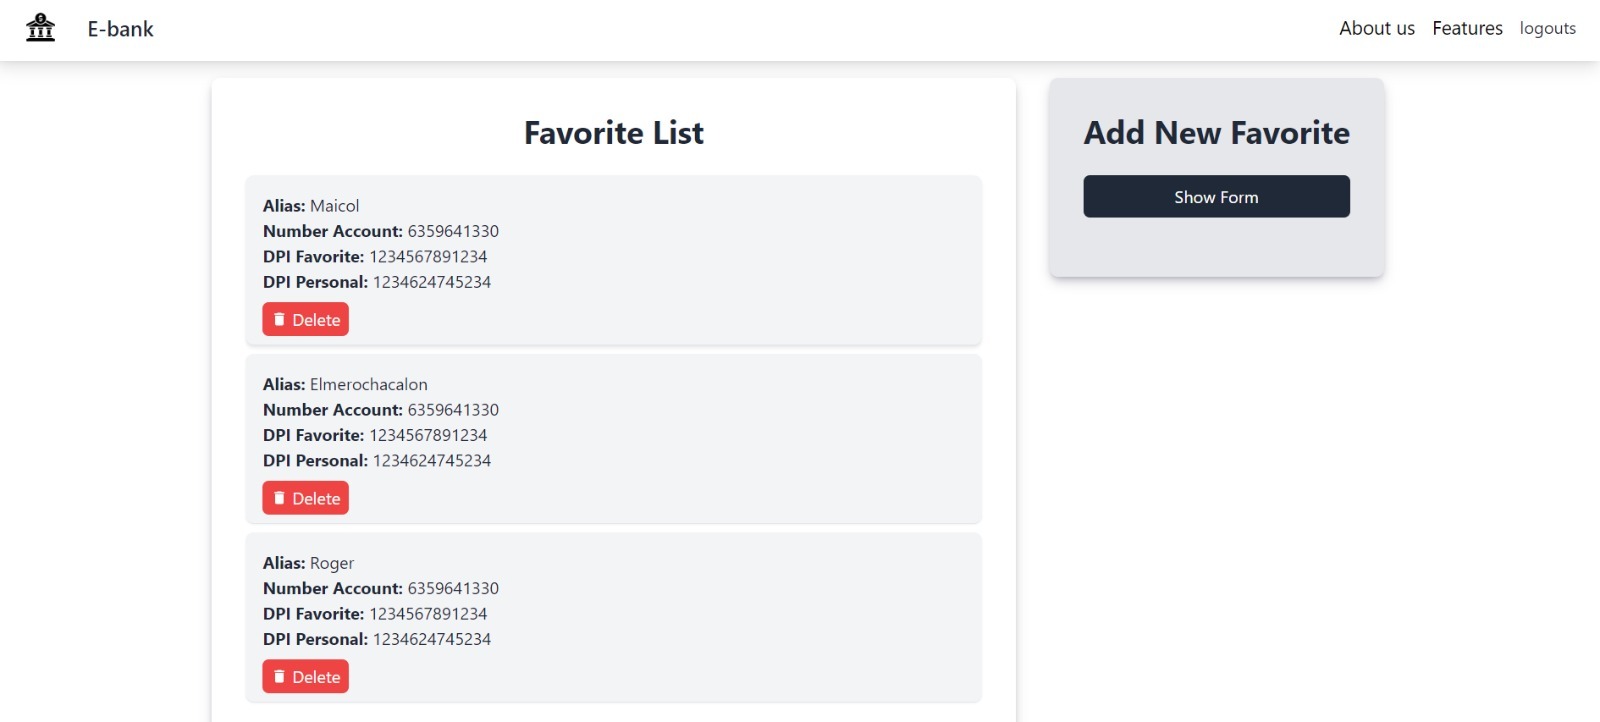 E-bank
About us Features logouts
Favorite List
Alias: Maicol
Number Account: 6359641330
DPI Favorite: 1234567891234
DPI Personal: 1234624745234
Delete
Alias: Elmerochacalon
Number Account: 6359641330
DPI Favorite: 1234567891234
DPI Personal: 1234624745234
Delete
Alias: Roger
Number Account: 6359641330
DPI Favorite: 1234567891234
DPI Personal: 1234624745234
Delete
Add New Favorite
Show Form